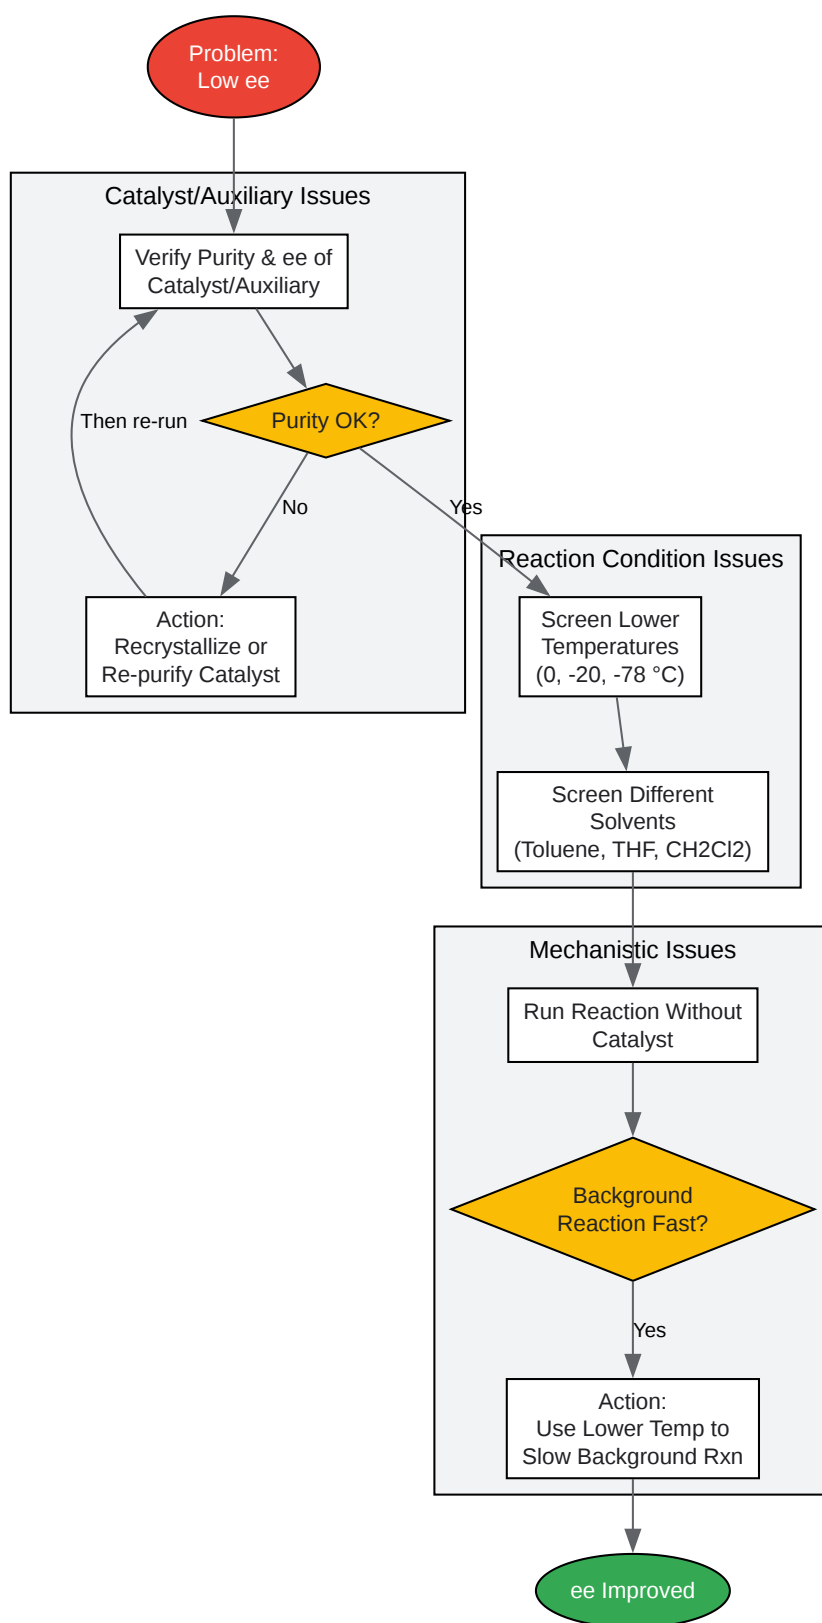 Problem:
Low ee
Catalyst/Auxiliary Issues
Verify Purity & ee of
Catalyst/Auxiliary
Then re-run
Purity OK?
No
Yes
Reaction Condition Issues
Action:
Recrystallize or
Re-purify Catalyst
Screen Lower
Temperatures
(0, -20, -78 °C)
Screen Different
Solvents
(Toluene, THF, CH2Cl2)
Mechanistic Issues
Run Reaction Without
Catalyst
Background
Reaction Fast?
Yes
Action:
Use Lower Temp to
Slow Background Rxn
ee Improved